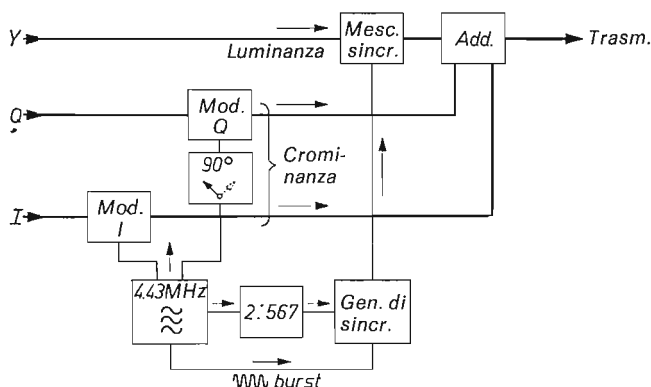 Y
Luminanza
Mesc.
sincr.
Add.
Trasm.
Q
Mod.
Q
90°
Cromi-
nanza
I
Mod.
I
4.43MHz
2:567
Gen. di
sincr.
burst